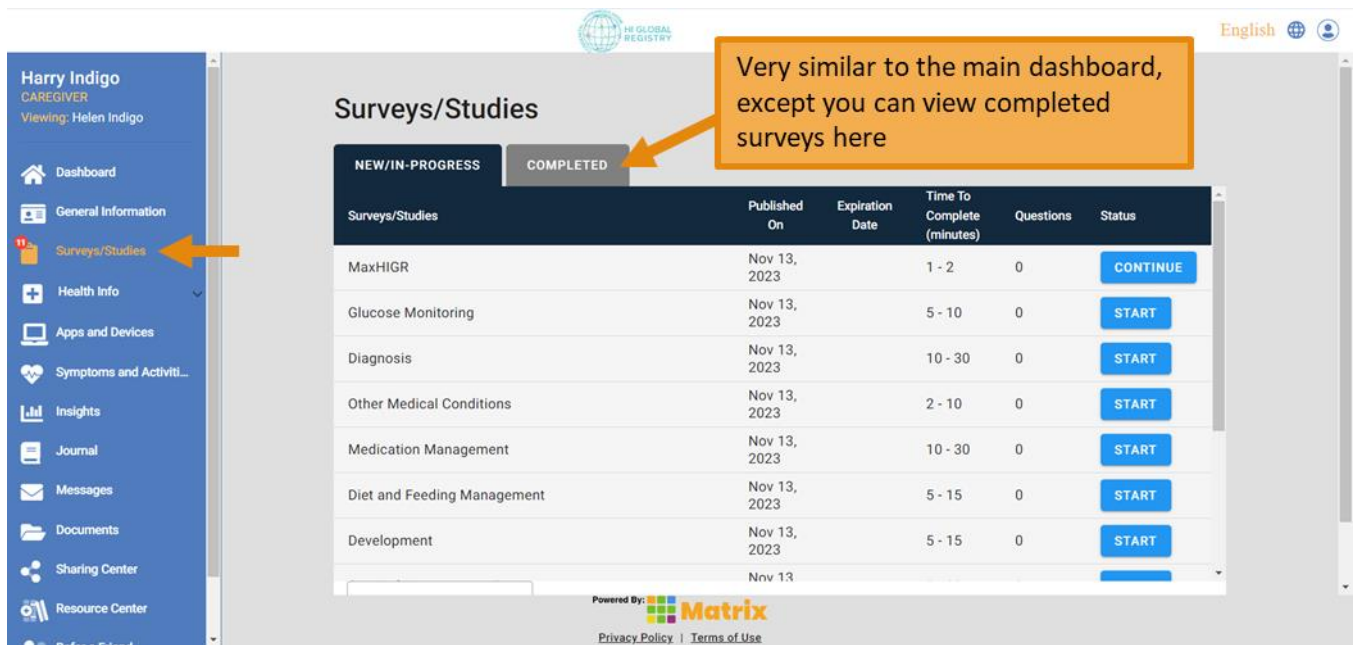 HI GLOBAL
REGISTRY
English
Harry Indigo
CAREGIVER
Viewing: Helen Indigo
Dashboard
General Information
11
Surveys/Studies
Health Info
Apps and Devices
Symptoms and Activiti...
Insights
Journal
Messages
Documents
Sharing Center
Resource Center
Surveys/Studies
Very similar to the main dashboard,
except you can view completed
surveys here
NEW/IN-PROGRESS COMPLETED
Surveys/Studies Published On Expiration Date Time To Complete (minutes) Questions Status
MaxHIGR Nov 13, 2023 1 - 2 0 CONTINUE
Glucose Monitoring Nov 13, 2023 5 - 10 0 START
Diagnosis Nov 13, 2023 10 - 30 0 START
Other Medical Conditions Nov 13, 2023 2 - 10 0 START
Medication Management Nov 13, 2023 10 - 30 0 START
Diet and Feeding Management Nov 13, 2023 5 - 15 0 START
Development Nov 13, 2023 5 - 15 0 START
Nov 13
Powered By: Matrix
Privacy Policy | Terms of Use